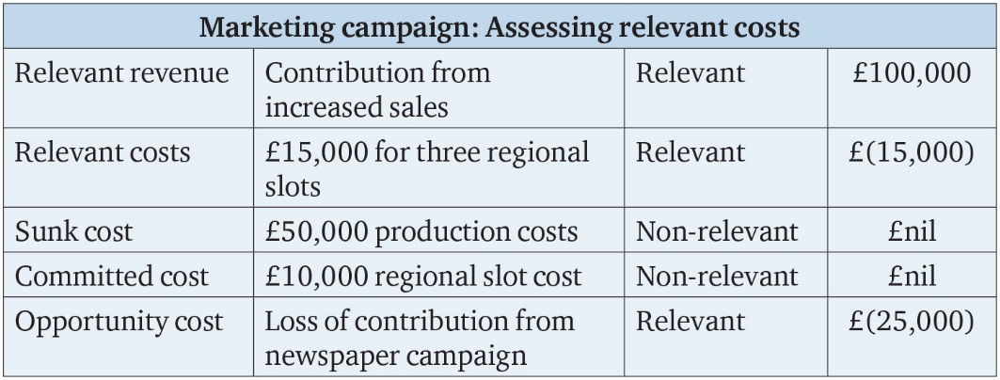 Marketing campaign: Assessing relevant costs
Relevant revenue Contribution from increased sales Relevant £100,000
Relevant costs £15,000 for three regional slots Relevant £(15,000)
Sunk cost £50,000 production costs Non-relevant £nil
Committed cost £10,000 regional slot cost Non-relevant £nil
Opportunity cost Loss of contribution from newspaper campaign Relevant £(25,000)